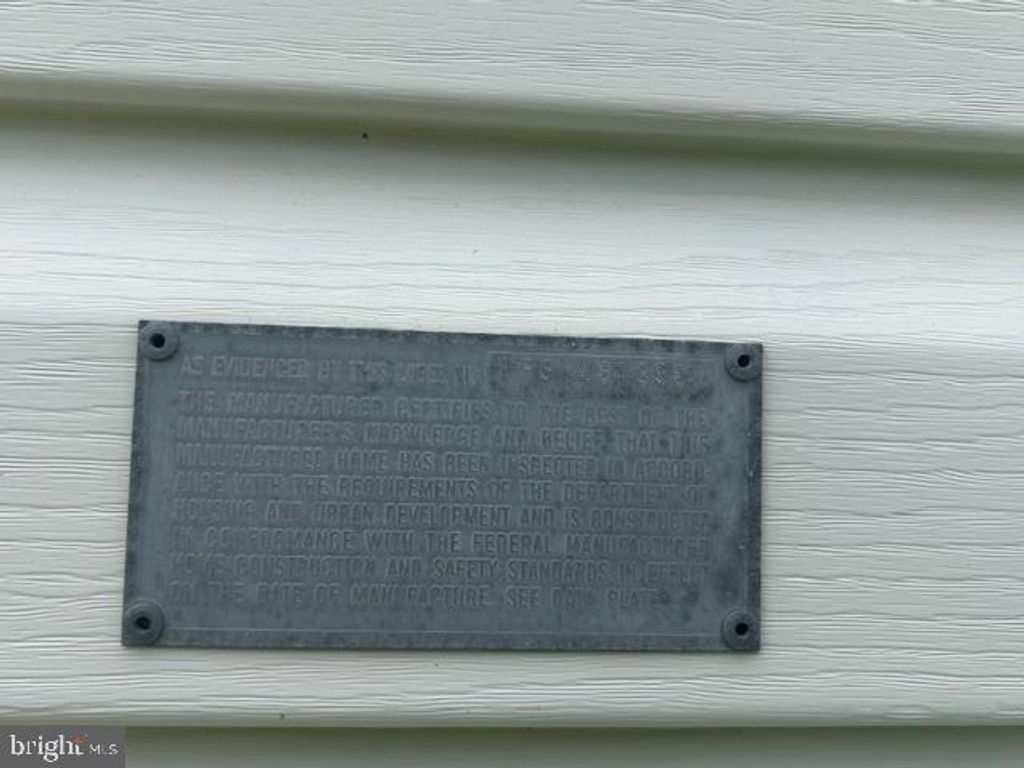 AS EVIDENCED BY THIS LABEL NO.
THE MANUFACTURER CERTIFIES TO THE BEST OF THE
MANUFACTURER'S KNOWLEDGE AND BELIEF THAT THIS
MANUFACTURED HOME HAS BEEN INSPECTED IN ACCORD-
ANCE WITH THE REQUIREMENTS OF THE DEPARTMENT OF
HOUSING AND URBAN DEVELOPMENT AND IS CONSTRUCTED
IN CONFORMANCE WITH THE FEDERAL MANUFACTURED
HOME CONSTRUCTION AND SAFETY STANDARDS IN EFFECT
ON THE DATE OF MANUFACTURE. SEE DATA PLATE.
bright MLS